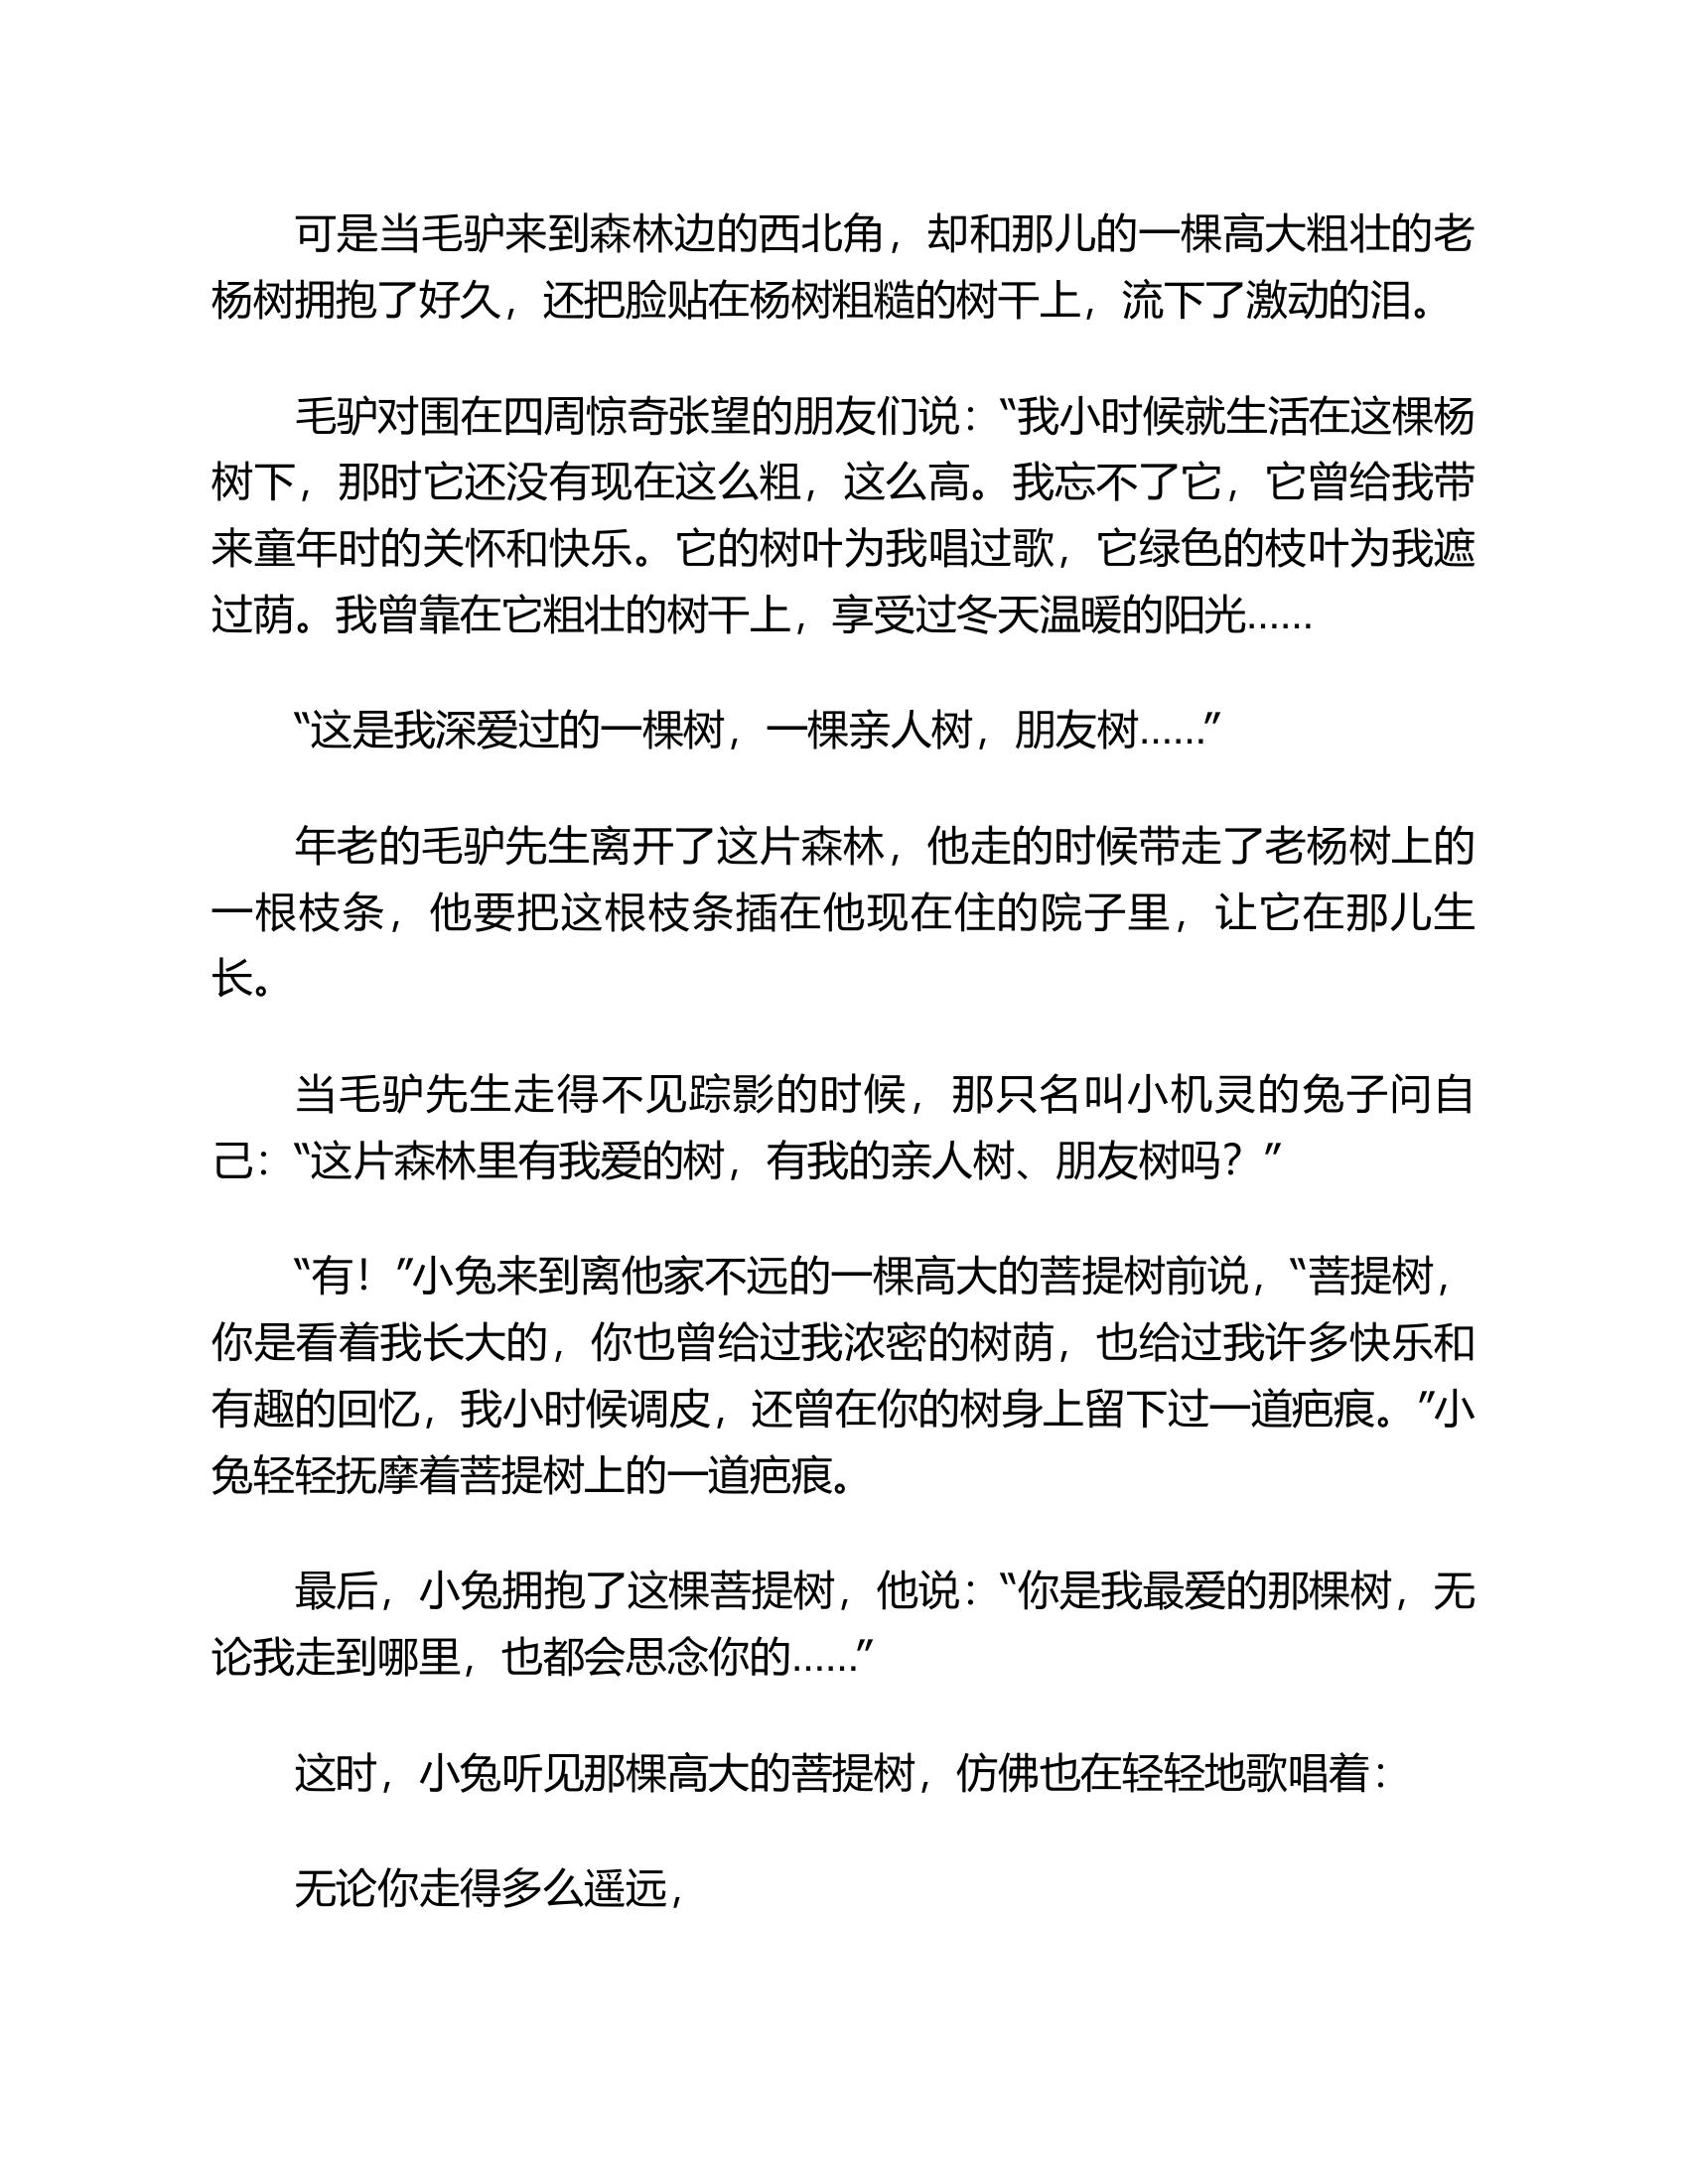 可是当毛驴来到森林边的西北角，却和那儿的一棵高大粗壮的老
杨树拥抱了好久，还把脸贴在杨树粗糙的树干上，流下了激动的泪。
毛驴对围在四周惊奇张望的朋友们说：“我小时候就生活在这棵杨
树下，那时它还没有现在这么粗，这么高。我忘不了它，它曾给我带
来童年时的关怀和快乐。它的树叶为我唱过歌，它绿色的枝叶为我遮
过荫。我曾靠在它粗壮的树干上，享受过冬天温暖的阳光……
“这是我深爱过的一棵树，一棵亲人树，朋友树……”
年老的毛驴先生离开了这片森林，他走的时候带走了老杨树上的
一根枝条，他要把这根枝条插在他现在住的院子里，让它在那儿生
长。
当毛驴先生走得不见踪影的时候，那只名叫小机灵的兔子问自
己：“这片森林里有我爱的树，有我的亲人树、朋友树吗？”
“有！”小兔来到离他家不远的一棵高大的菩提树前说，“菩提树，
你是看着我长大的，你也曾给过我浓密的树荫，也给过我许多快乐和
有趣的回忆，我小时候调皮，还曾在你的树身上留下过一道疤痕。”小
兔轻轻抚摩着菩提树上的一道疤痕。
最后，小兔拥抱了这棵菩提树，他说：“你是我最爱的那棵树，无
论我走到哪里，也都会思念你的……”
这时，小兔听见那棵高大的菩提树，仿佛也在轻轻地歌唱着：
无论你走得多么遥远，